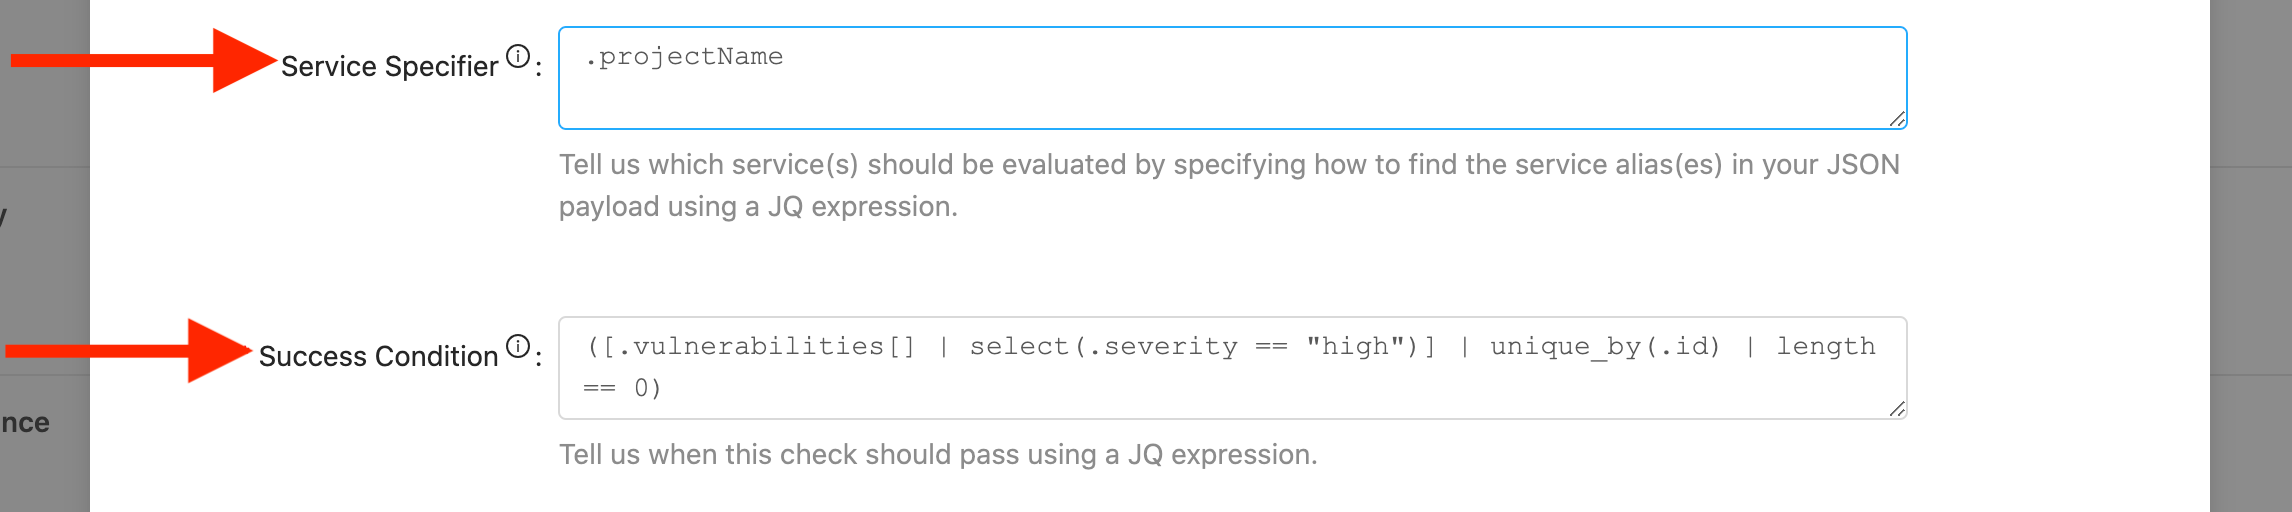 Service Specifier ⓘ:
.projectName
Tell us which service(s) should be evaluated by specifying how to find the service alias(es) in your JSON
payload using a JQ expression.
Success Condition ⓘ:
([.vulnerabilities[] | select(.severity == "high")] | unique_by(.id) | length
== 0)
Tell us when this check should pass using a JQ expression.
y
nce